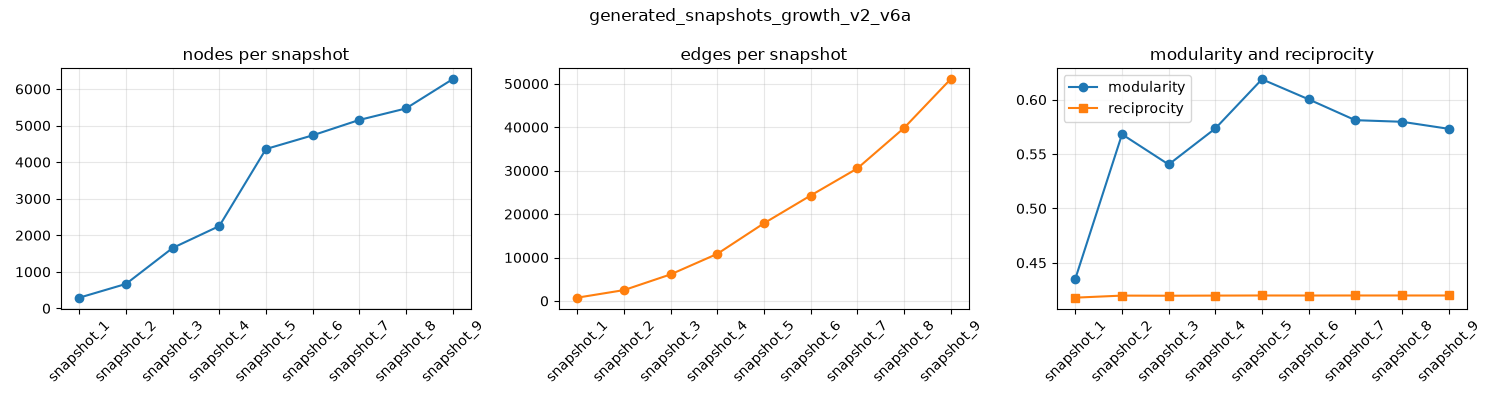 generated_snapshots_growth_v2_v6a
nodes per snapshot
6000
5000
4000
3000
2000
1000
0
snapshot_1
snapshot_2
snapshot_3
snapshot_4
snapshot_5
snapshot_6
snapshot_7
snapshot_8
snapshot_9
edges per snapshot
50000
40000
30000
20000
10000
0
snapshot_1
snapshot_2
snapshot_3
snapshot_4
snapshot_5
snapshot_6
snapshot_7
snapshot_8
snapshot_9
modularity and reciprocity
modularity
reciprocity
0.60
0.55
0.50
0.45
snapshot_1
snapshot_2
snapshot_3
snapshot_4
snapshot_5
snapshot_6
snapshot_7
snapshot_8
snapshot_9